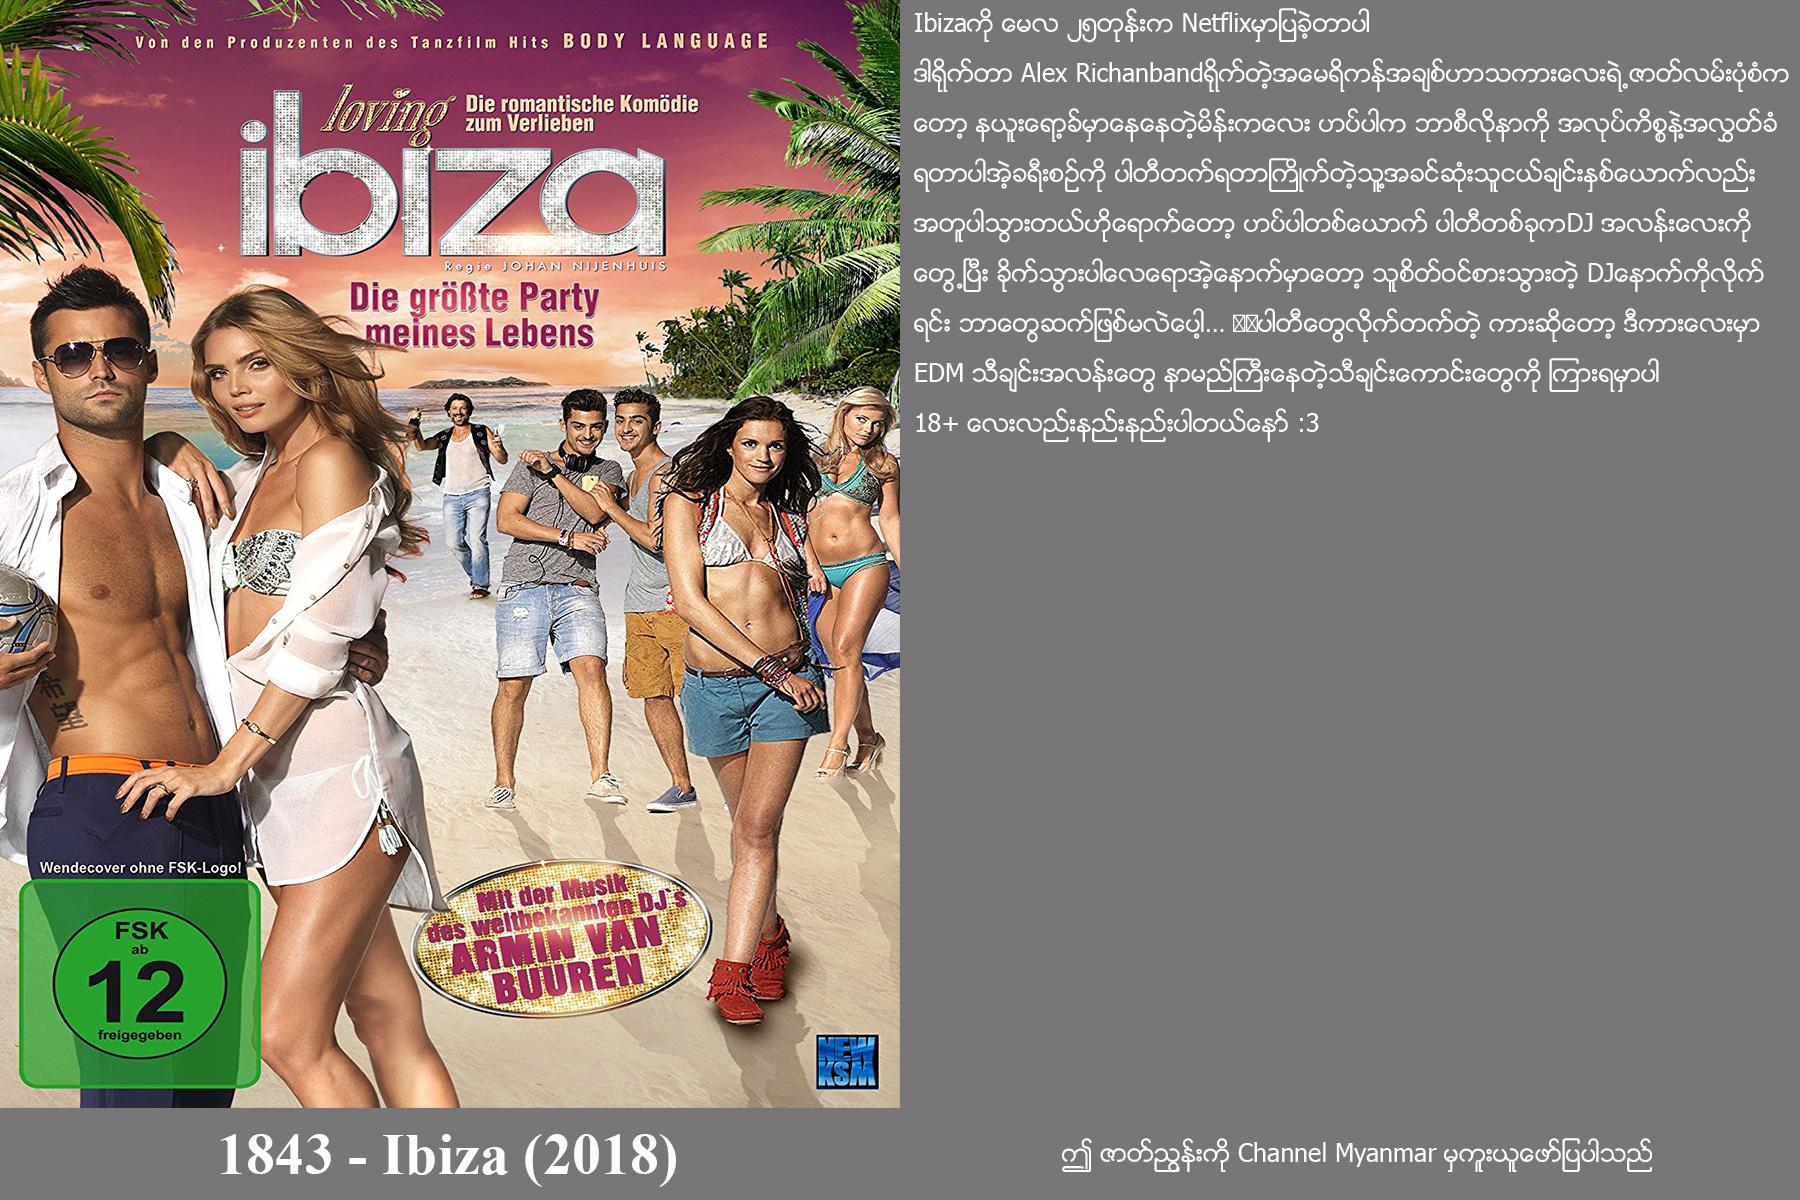 Von den Produzenten des Tanzfilm Hits BODY LANGUAGE
loving
Die romantische Komödie
zum Verlieben
ibiza
Regie JOHAN NIJENHUIS
Die größte Party
meines Lebens
希
望
Wendecover ohne FSK-Logo!
FSK
ab
12
freigegeben
Mit der Musik
des weltbekannten DJ's
ARMIN VAN
BUUREN
NEW
KSM
1843 - Ibiza (2018)
Ibizaကို မေလ ၂၅တုန်းက Netflixမှာပြခဲ့တာပါ
ဒါရိုက်တာ Alex Richanbandရိုက်တဲ့အမေရိကန်အချစ်ဟာသကားလေးရဲ့ ဇာတ်လမ်းပုံစံက
တော့ နယူးရော့ခ်မှာနေနေတဲ့မိန်းကလေး ဟပ်ပါက ဘာစီလိုနာကို အလုပ်ကိစ္စနဲ့အလွှတ်ခံ
ရတာပါအဲ့ခရီးစဉ်ကို ပါတီတက်ရတာကြိုက်တဲ့သူ့အခင်ဆုံးသူငယ်ချင်းနှစ်ယောက်လည်း
အတူပါသွားတယ်ဟိုရောက်တော့ ဟပ်ပါတစ်ယောက် ပါတီတစ်ခုကDJ အလန်းလေးကို
တွေ့ပြီး ခိုက်သွားပါလေရောအဲ့နောက်မှာတော့ သူစိတ်ဝင်စားသွားတဲ့ DJနောက်ကိုလိုက်
ရင်း ဘာတွေဆက်ဖြစ်မလဲပေါ့... ပါတီတွေလိုက်တက်တဲ့ ကားဆိုတော့ ဒီကားလေးမှာ
EDM သီချင်းအလန်းတွေ နာမည်ကြီးနေတဲ့သီချင်းကောင်းတွေကို ကြားရမှာပါ
18+ လေးလည်းနည်းနည်းပါတယ်နော် :3
ဤ ဇာတ်ညွှန်းကို Channel Myanmar မှကူးယူဖော်ပြပါသည်